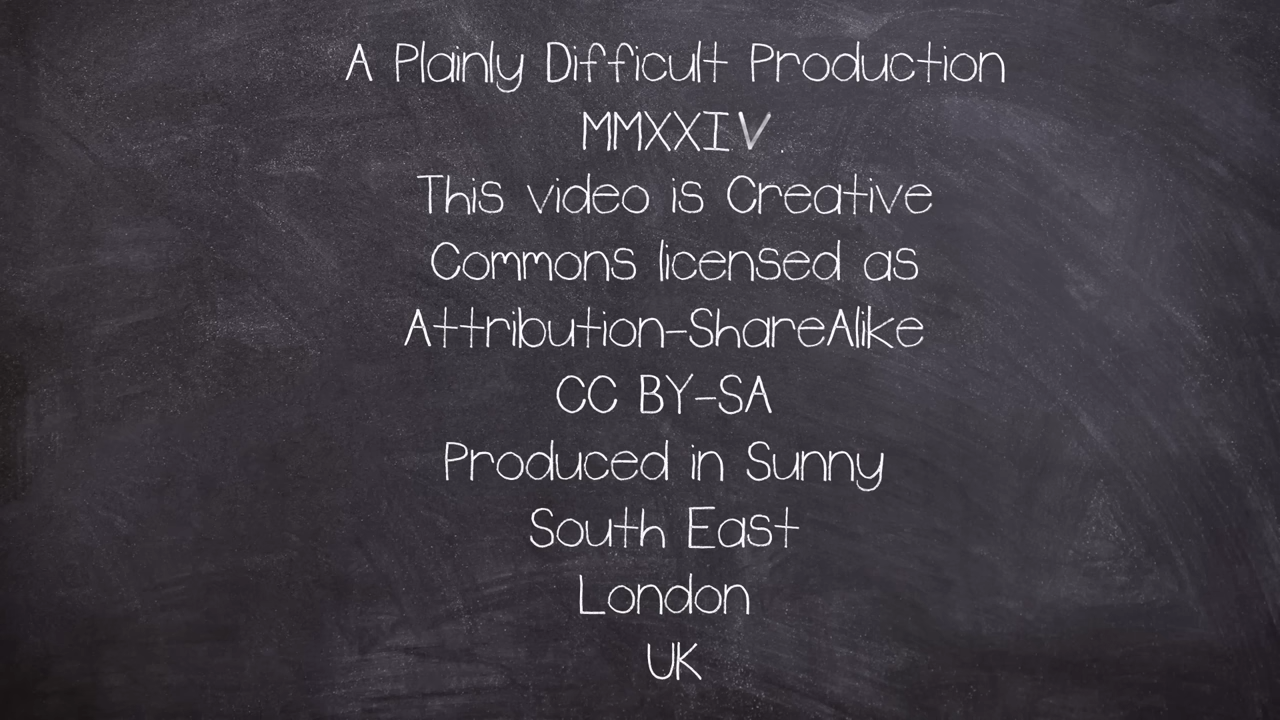 A Plainly Difficult Production
MMXXIV.
This video is Creative
Commons licensed as
Attribution-ShareAlike
CC BY-SA
Produced in Sunny
South East
London
UK